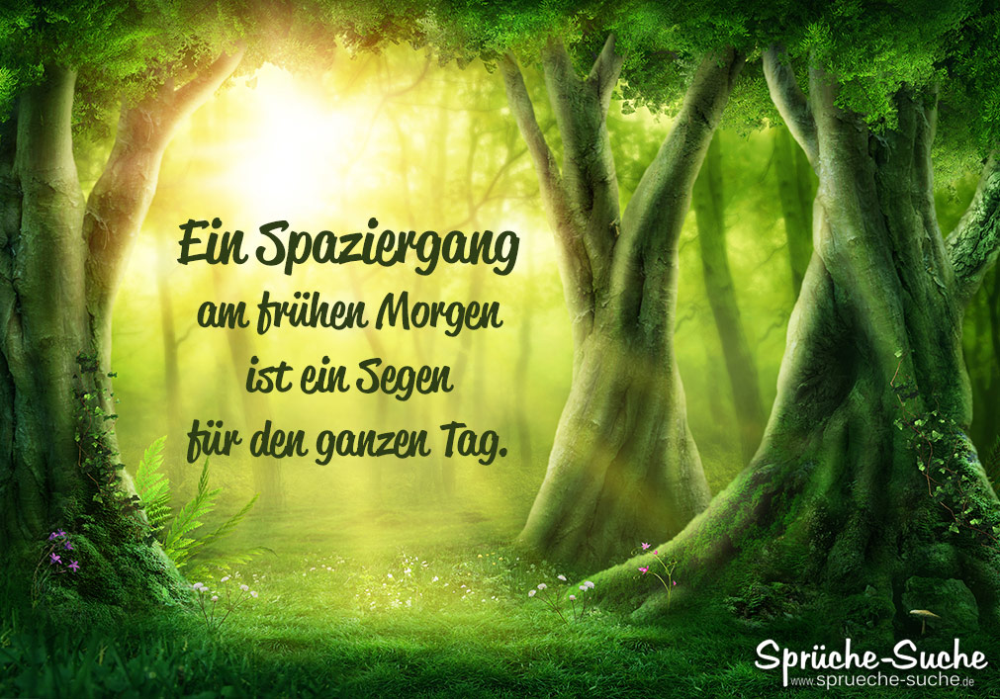 Ein Spaziergang
am frühen Morgen
ist ein Segen
für den ganzen Tag.
Sprüche-Suche
www.sprueche-suche.de